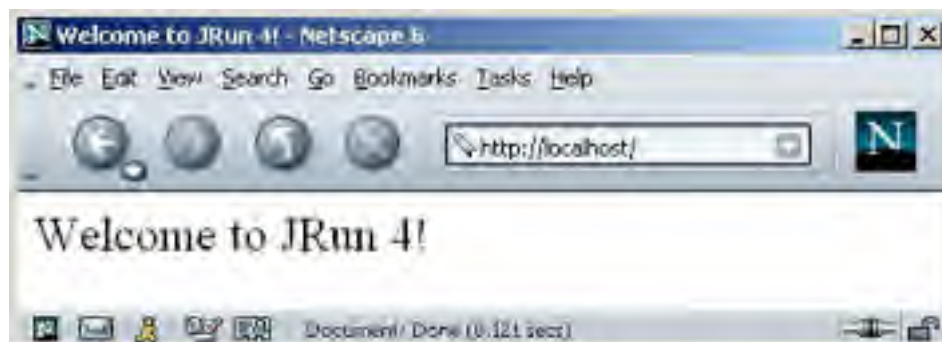 Welcome to JRun 4! - Netscape 6
File Edit View Search Go Bookmarks Tasks Help
http://localhost/
N
Welcome to JRun 4!
Document: Done (0.121 secs)